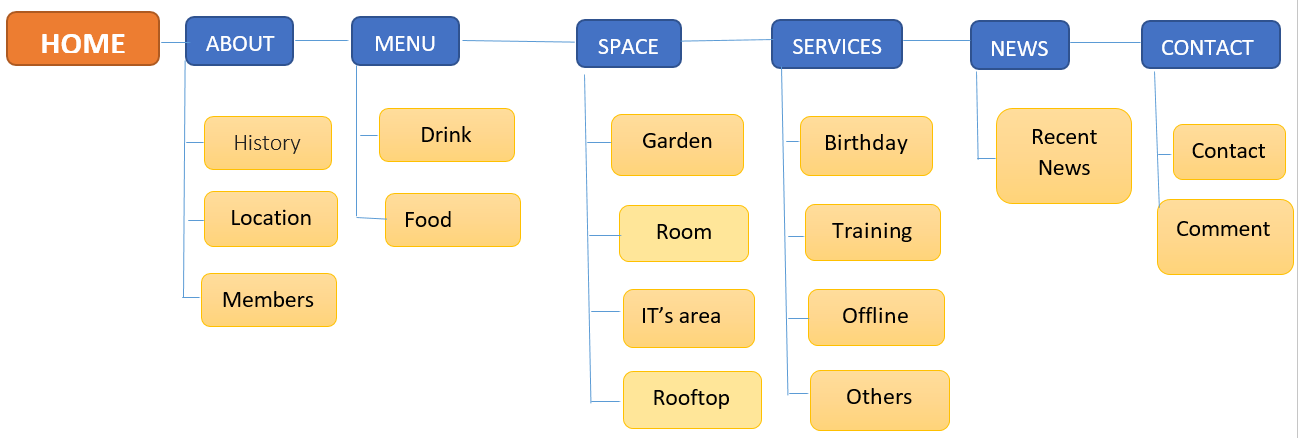 HOME
ABOUT
MENU
SPACE
SERVICES
NEWS
CONTACT
History
Location
Members
Drink
Food
Garden
Room
IT’s area
Rooftop
Birthday
Training
Offline
Others
Recent
News
Contact
Comment